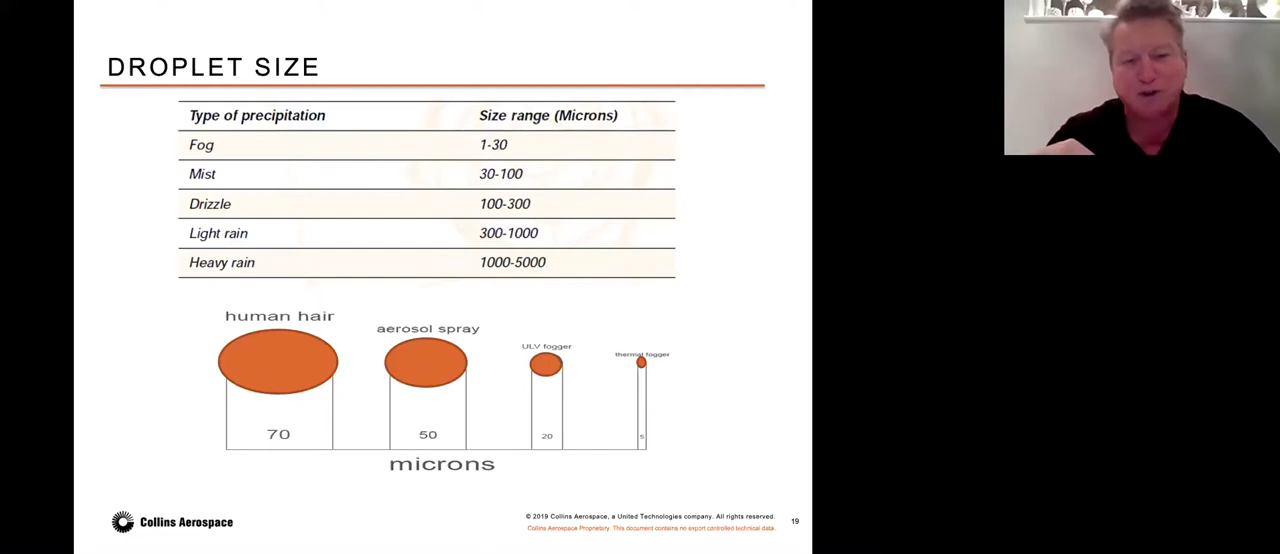 DROPLET SIZE
Type of precipitation Size range (Microns)
Fog 1-30
Mist 30-100
Drizzle 100-300
Light rain 300-1000
Heavy rain 1000-5000
human hair
aerosol spray
ULV fogger
thermal fogger
70 50 20 5
microns
Collins Aerospace
© 2019 Collins Aerospace, a United Technologies company. All rights reserved.
Collins Aerospace Proprietary. This document contains no export controlled technical data.
19